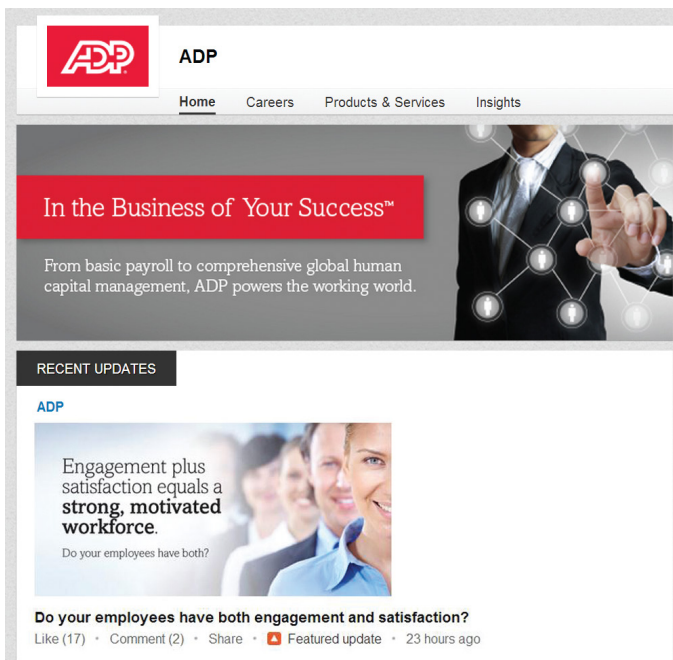 ADP
ADP
Home Careers Products & Services Insights
In the Business of Your Success™
From basic payroll to comprehensive global human
capital management, ADP powers the working world.
RECENT UPDATES
ADP
Engagement plus
satisfaction equals a
strong, motivated
workforce.
Do your employees have both?
Do your employees have both engagement and satisfaction?
Like (17) • Comment (2) • Share • Featured update • 23 hours ago